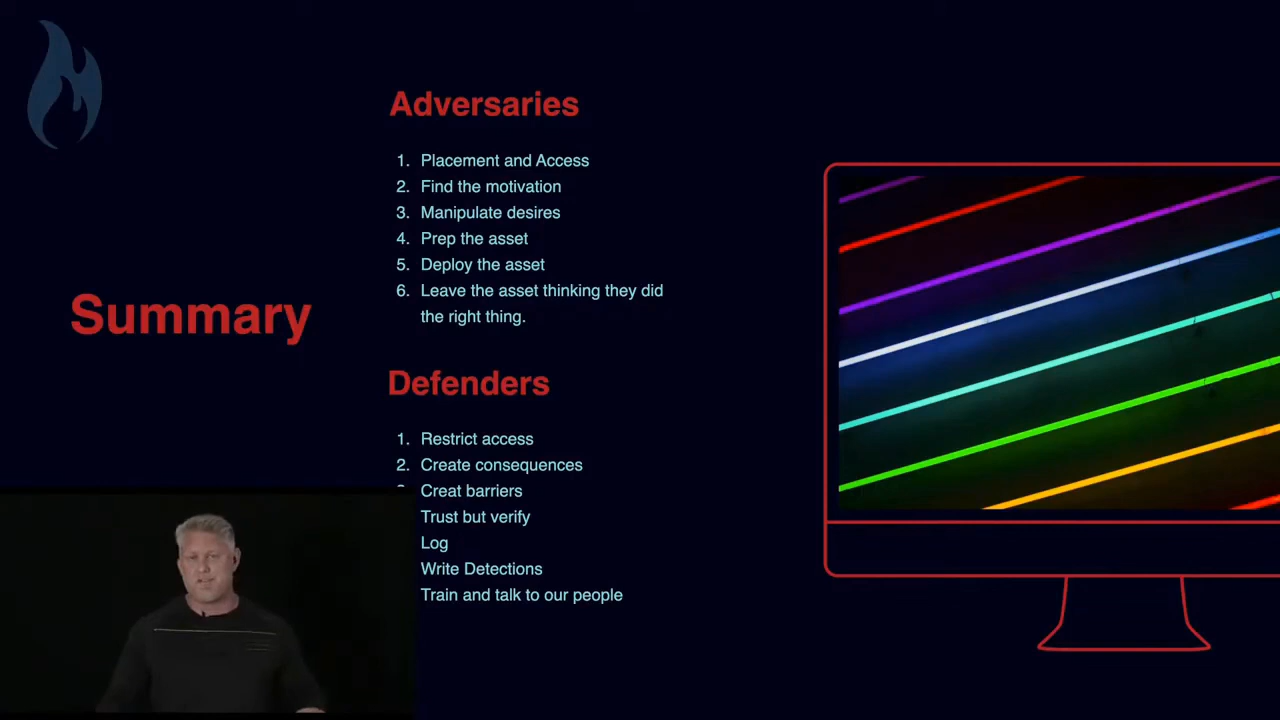 Summary
Adversaries
1. Placement and Access
2. Find the motivation
3. Manipulate desires
4. Prep the asset
5. Deploy the asset
6. Leave the asset thinking they did
the right thing.
Defenders
1. Restrict access
2. Create consequences
Creat barriers
Trust but verify
Log
Write Detections
Train and talk to our people